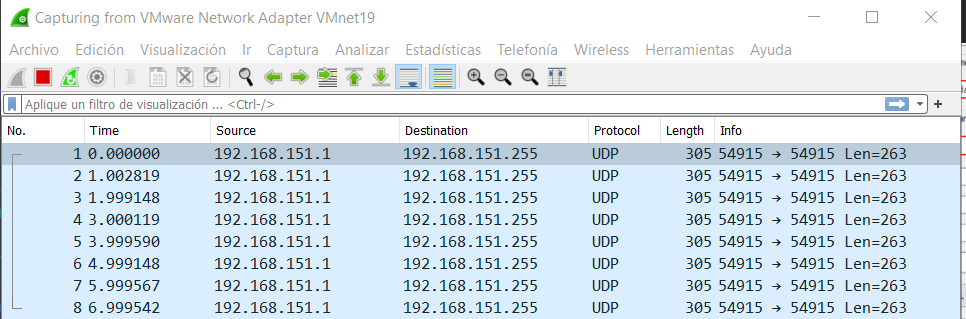 Capturing from VMware Network Adapter VMnet19
Archivo Edición Visualización Ir Captura Analizar Estadísticas Telefonía Wireless Herramientas Ayuda
Aplique un filtro de visualización ... <Ctrl-/>
No. Time Source Destination Protocol Length Info
1 0.000000 192.168.151.1 192.168.151.255 UDP 305 54915 → 54915 Len=263
2 1.002819 192.168.151.1 192.168.151.255 UDP 305 54915 → 54915 Len=263
3 1.999148 192.168.151.1 192.168.151.255 UDP 305 54915 → 54915 Len=263
4 3.000119 192.168.151.1 192.168.151.255 UDP 305 54915 → 54915 Len=263
5 3.999590 192.168.151.1 192.168.151.255 UDP 305 54915 → 54915 Len=263
6 4.999148 192.168.151.1 192.168.151.255 UDP 305 54915 → 54915 Len=263
7 5.999567 192.168.151.1 192.168.151.255 UDP 305 54915 → 54915 Len=263
8 6.999542 192.168.151.1 192.168.151.255 UDP 305 54915 → 54915 Len=263